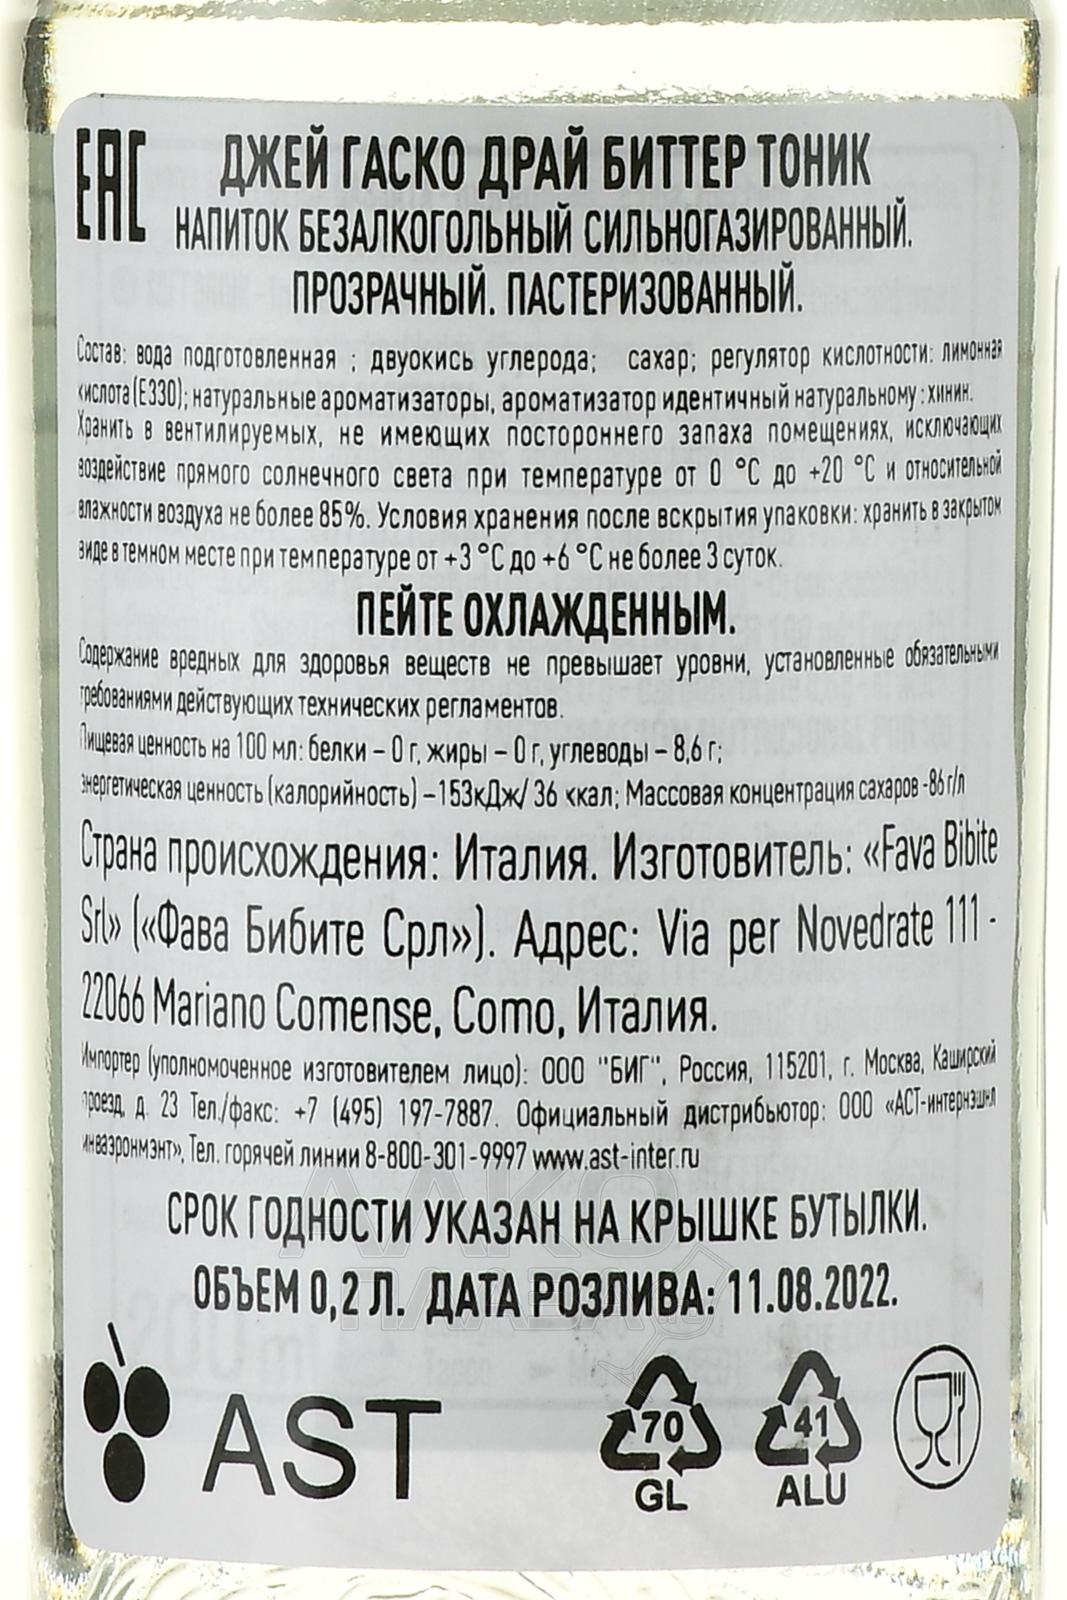 EAC
ДЖЕЙ ГАСКО ДРАЙ БИТТЕР ТОНИК
НАПИТОК БЕЗАЛКОГОЛЬНЫЙ СИЛЬНОГАЗИРОВАННЫЙ.
ПРОЗРАЧНЫЙ. ПАСТЕРИЗОВАННЫЙ.
Состав: вода подготовленная ; двуокись углерода; сахар; регулятор кислотности: лимонная
кислота (Е330); натуральные ароматизаторы, ароматизатор идентичный натуральному : хинин.
Хранить в вентилируемых, не имеющих постороннего запаха помещениях, исключающих
воздействие прямого солнечного света при температуре от 0 °С до +20 °С и относительной
влажности воздуха не более 85%. Условия хранения после вскрытия упаковки: хранить в закрытом
виде в темном месте при температуре от +3 °С до +6 °С не более 3 суток.
ПЕЙТЕ ОХЛАЖДЕННЫМ.
Содержание вредных для здоровья веществ не превышает уровни, установленные обязательными
требованиями действующих технических регламентов.
Пищевая ценность на 100 мл: белки – 0 г, жиры – 0 г, углеводы – 8,6 г;
энергетическая ценность (калорийность) – 153кДж/ 36 ккал; Массовая концентрация сахаров -86 г/л
Страна происхождения: Италия. Изготовитель: «Fava Bibite
Srl» («Фава Бибите Срл»). Адрес: Via per Novedrate 111 -
22066 Mariano Comense, Como, Италия.
Импортер (уполномоченное изготовителем лицо): ООО "БИГ", Россия, 115201, г. Москва, Каширский
проезд, д. 23 Тел./факс: +7 (495) 197-7887. Официальный дистрибьютор: ООО «АСТ-интернэшнл
инваэронмэнт», Тел. горячей линии 8-800-301-9997 www.ast-inter.ru
СРОК ГОДНОСТИ УКАЗАН НА КРЫШКЕ БУТЫЛКИ.
ОБЪЕМ 0,2 Л. ДАТА РОЗЛИВА: 11.08.2022.
AST
70
GL
41
ALU